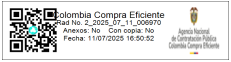 Colombia Compra Eficiente
Rad No. 2_2025_07_11_006970
Anexos: No Con copia: No
Fecha: 11/07/2025 16:50:52
Agencia Nacional
de Contratación Pública
Colombia Compra Eficiente